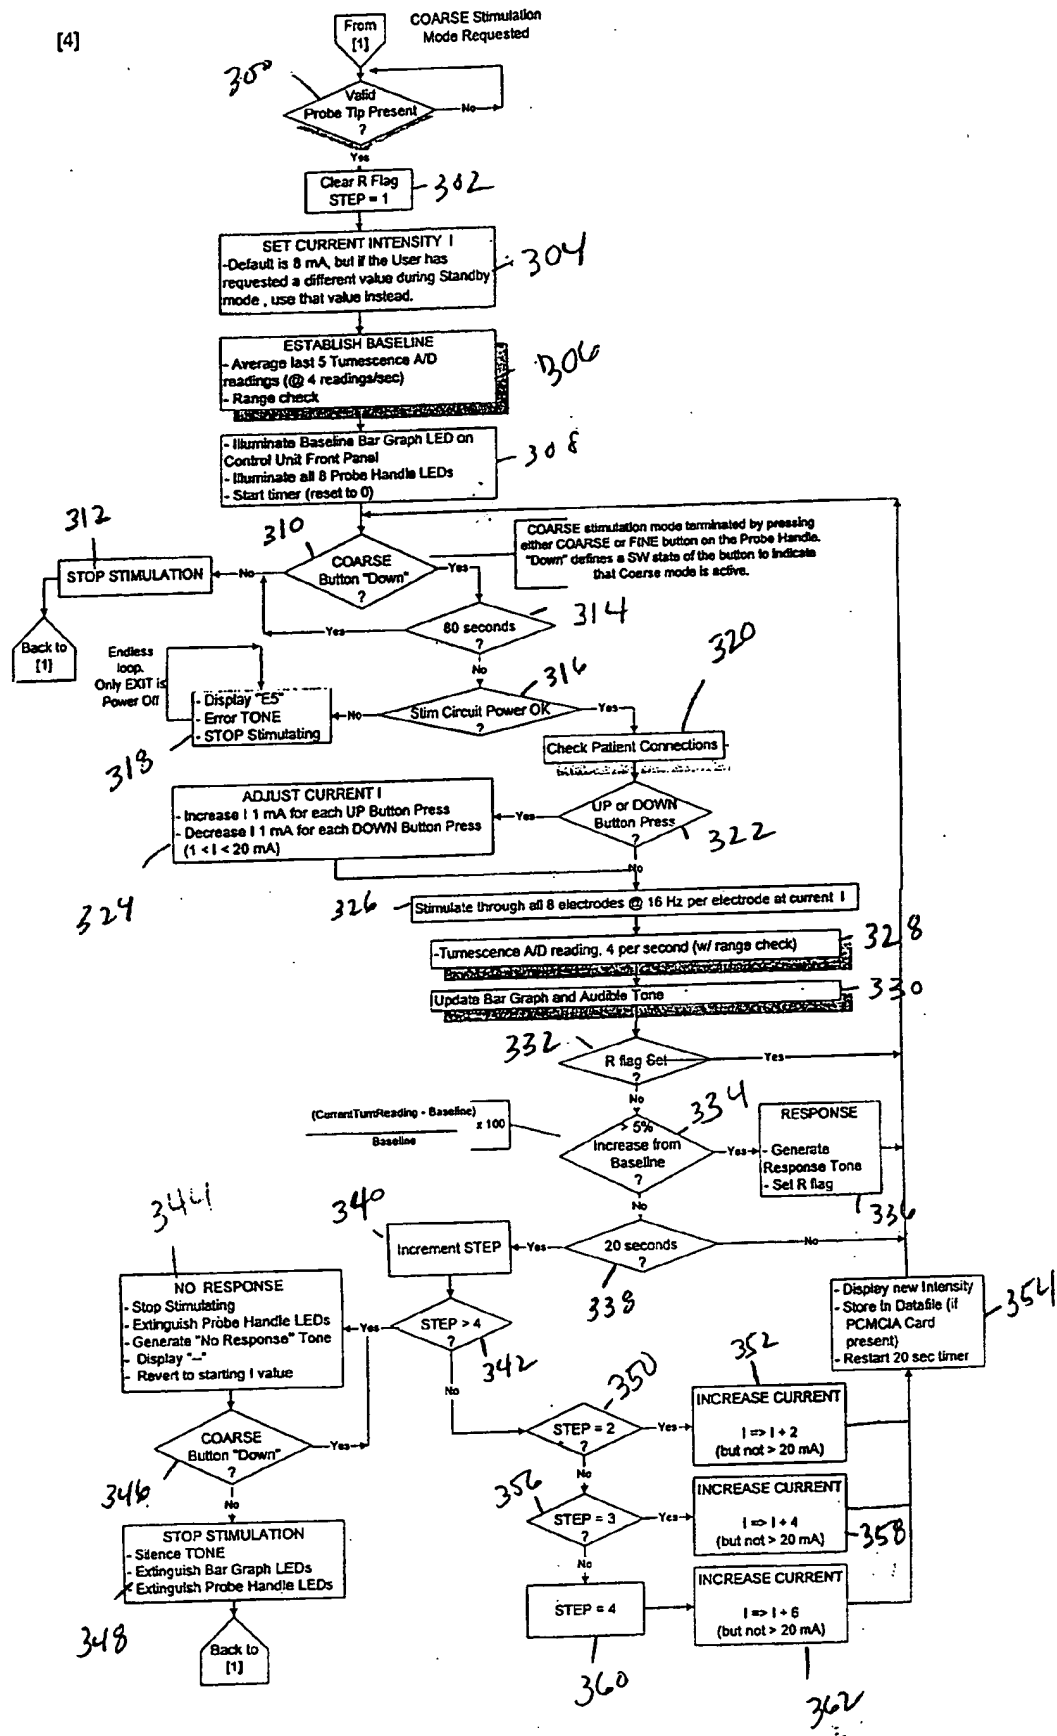 [4]
From
[1]
COARSE Stimulation
Mode Requested
300
Valid
Probe Tip Present
?
No
Yes
Clear R Flag
STEP = 1
302
SET CURRENT INTENSITY I
-Default is 8 mA, but if the User has
requested a different value during Standby
mode , use that value instead.
304
ESTABLISH BASELINE
- Average last 5 Tumescence A/D
readings (@ 4 readings/sec)
- Range check
306
- Illuminate Baseline Bar Graph LED on
Control Unit Front Panel
- Illuminate all 8 Probe Handle LEDs
- Start timer (reset to 0)
308
312
310
STOP STIMULATION
No
COARSE
Button "Down"
?
Yes
COARSE stimulation mode terminated by pressing
either COARSE or FINE button on the Probe Handle.
"Down" defines a SW state of the button to indicate
that Coarse mode is active.
Back to
[1]
Yes
80 seconds
?
314
No
Endless
loop.
Only EXIT is
Power Off
- Display "E5"
- Error TONE
- STOP Stimulating
318
No
316
Stim Circuit Power OK
?
Yes
320
Check Patient Connections
ADJUST CURRENT I
- Increase I 1 mA for each UP Button Press
- Decrease I 1 mA for each DOWN Button Press
(1 < I < 20 mA)
324
Yes
UP or DOWN
Button Press
?
322
No
326
Stimulate through all 8 electrodes @ 16 Hz per electrode at current I
-Tumescence A/D reading, 4 per second (w/ range check)
328
Update Bar Graph and Audible Tone
330
332
R flag Set
?
Yes
No
(CurrentTumReading - Baseline)
Baseline
x 100
334
> 5%
Increase from
Baseline
?
Yes
RESPONSE
- Generate
Response Tone
- Set R flag
336
No
344
340
Increment STEP
Yes
20 seconds
?
No
338
NO RESPONSE
- Stop Stimulating
- Extinguish Probe Handle LEDs
- Generate "No Response" Tone
- Display "--"
- Revert to starting I value
Yes
STEP > 4
?
342
No
- Display new Intensity
- Store in Datafile (if
PCMCIA Card
present)
- Restart 20 sec timer
354
350
352
STEP = 2
?
Yes
INCREASE CURRENT
I => I + 2
(but not > 20 mA)
COARSE
Button "Down"
?
Yes
346
No
No
356
STEP = 3
?
Yes
INCREASE CURRENT
I => I + 4
(but not > 20 mA)
358
STOP STIMULATION
- Silence TONE
- Extinguish Bar Graph LEDs
- Extinguish Probe Handle LEDs
348
No
STEP = 4
360
INCREASE CURRENT
I => I + 6
(but not > 20 mA)
362
Back to
[1]